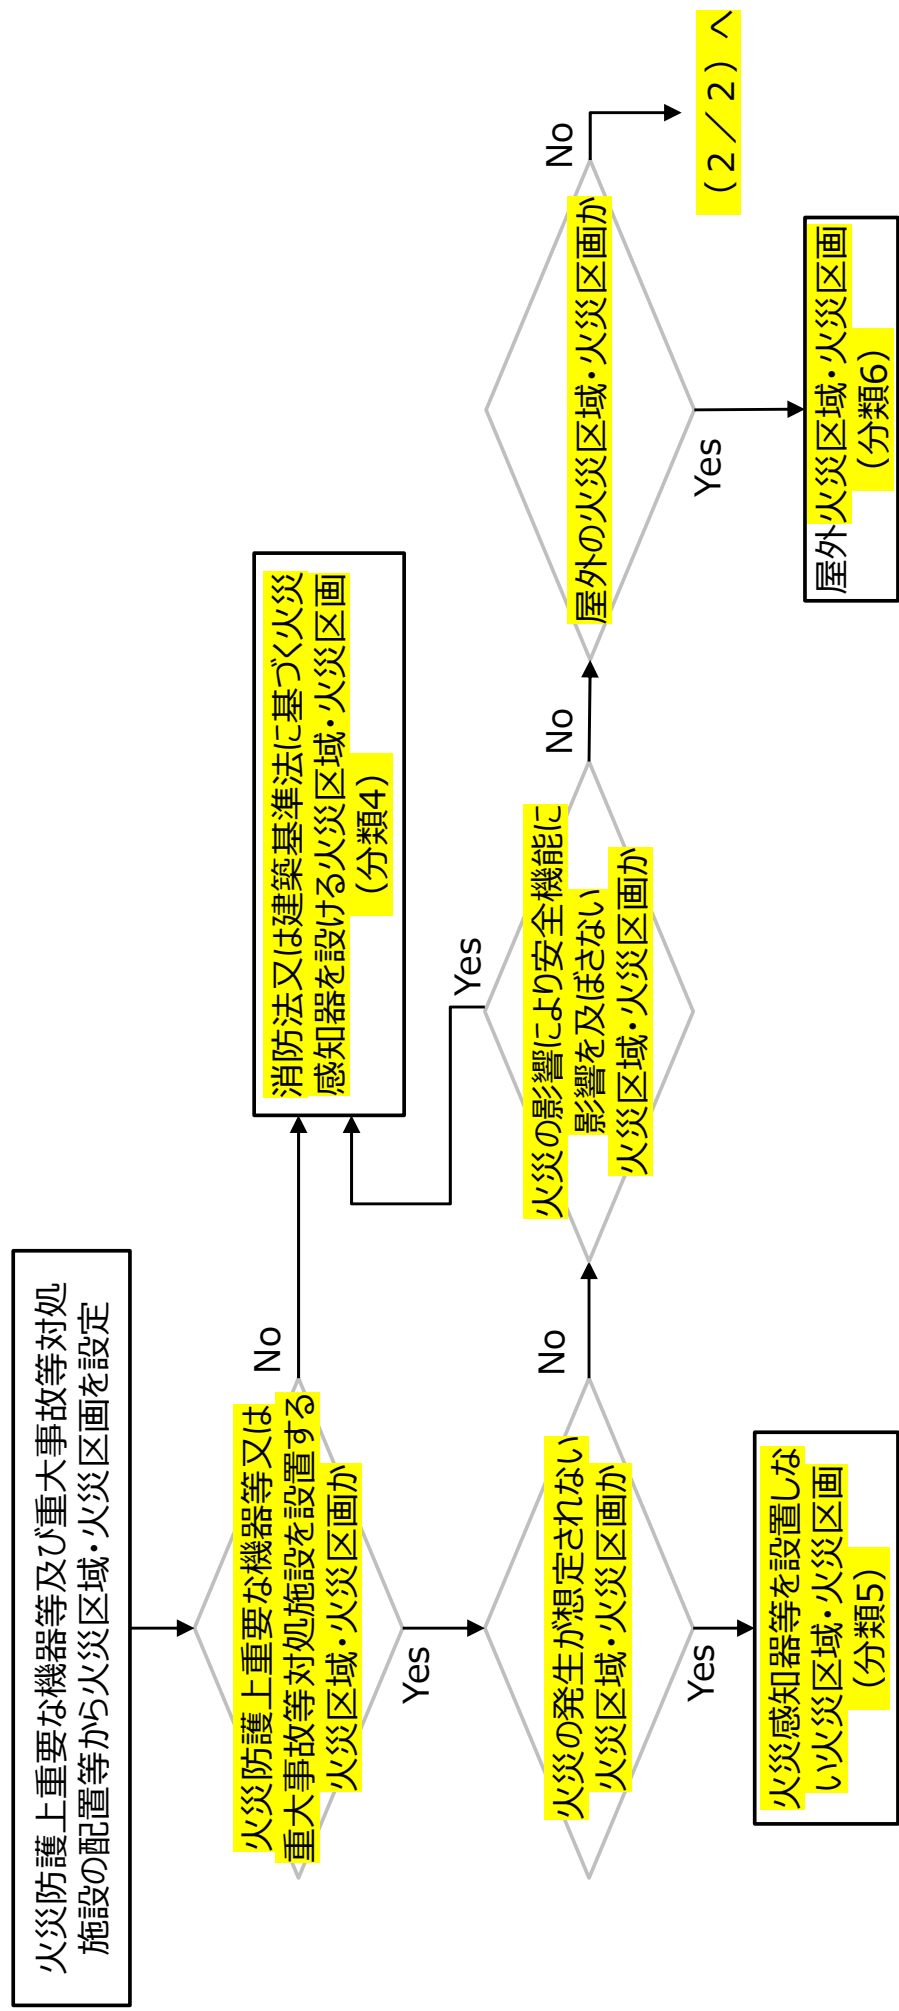 火災防護上重要な機器等及び重大事故等対処
施設の配置等から火災区域・火災区画を設定
火災防護上重要な機器等又は
重大事故等対処施設を設置する
火災区域・火災区画か
No
消防法又は建築基準法に基づく火災
感知器を設ける火災区域・火災区画
（分類4）
Yes
火災の発生が想定されない
火災区域・火災区画か
No
火災の影響により安全機能に
影響を及ぼさない
火災区域・火災区画か
Yes
No
屋外の火災区域・火災区画か
No
（２／２）へ
Yes
火災感知器等を設置しな
い火災区域・火災区画
（分類5）
Yes
屋外火災区域・火災区画
（分類6）